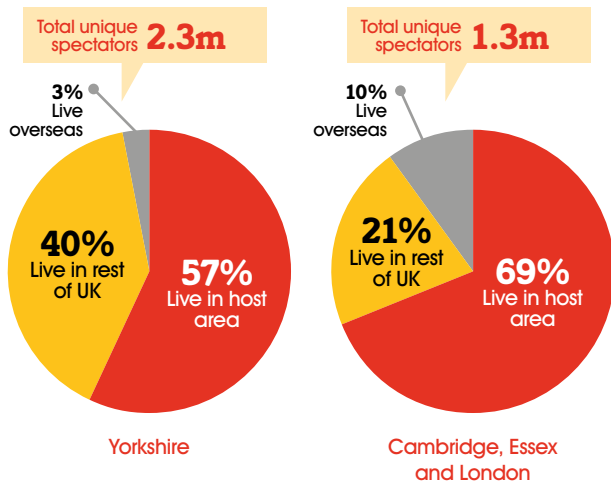 Total unique
spectators 2.3m
3%
Live
overseas
40%
Live in rest
of UK
57%
Live in host
area
Yorkshire
Total unique
spectators 1.3m
10%
Live
overseas
21%
Live in rest
of UK
69%
Live in host
area
Cambridge, Essex
and London